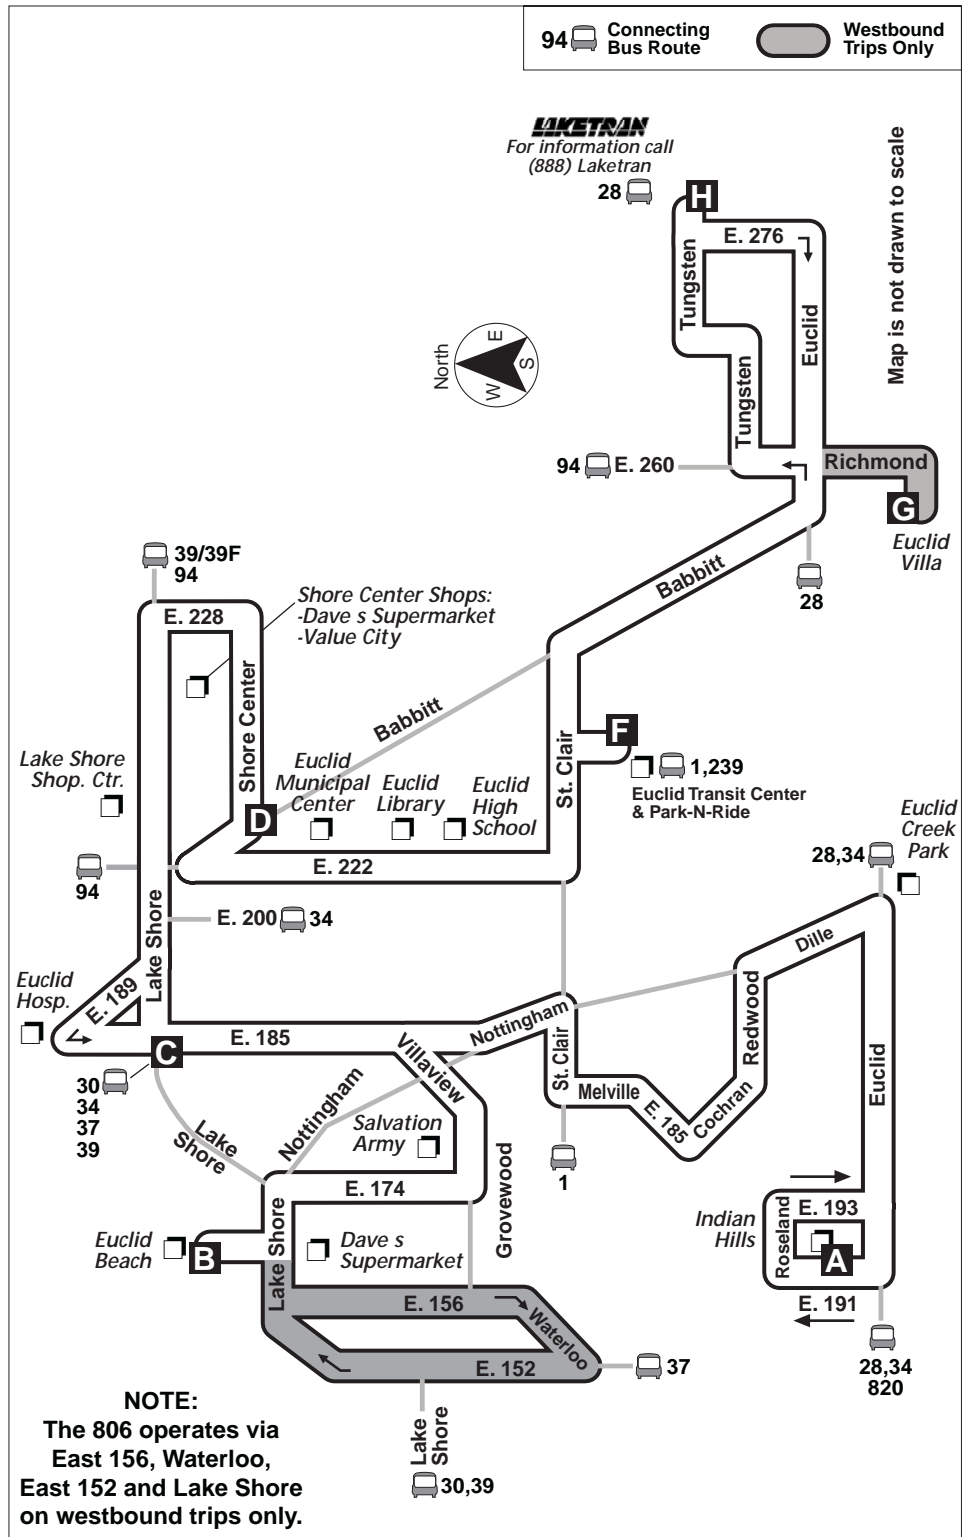 94 Connecting
Bus Route
Westbound
Trips Only
LAKETRAN
For information call
(888) Laketran
28
H
E. 276
Tungsten
Euclid
Map is not drawn to scale
North
E
S
W
Tungsten
94 E. 260
Richmond
G
Euclid
Villa
Babbitt
28
39/39F
94
E. 228
Shore Center Shops:
-Dave s Supermarket
-Value City
Shore Center
Babbitt
St. Clair
F
1,239
Euclid Transit Center
& Park-N-Ride
Lake Shore
Shop. Ctr.
D
Euclid
Municipal
Center
Euclid
Library
Euclid
High
School
Euclid
Creek
Park
28,34
94
E. 222
Lake Shore
E. 200 34
Dille
Euclid
Hosp.
E. 189
C
E. 185
Nottingham
Redwood
Euclid
Villaview
St. Clair
Melville
E. 185
Cochran
30
34
37
39
Lake
Shore
Nottingham
Salvation
Army
1
E. 174
Grovewood
Lake Shore
Indian
Hills
Roseland
E. 193
A
E. 191
Euclid
Beach
B
Dave s
Supermarket
Lake
E. 156
Waterloo
E. 152
37
28,34
820
Lake
Shore
30,39
NOTE:
The 806 operates via
East 156, Waterloo,
East 152 and Lake Shore
on westbound trips only.